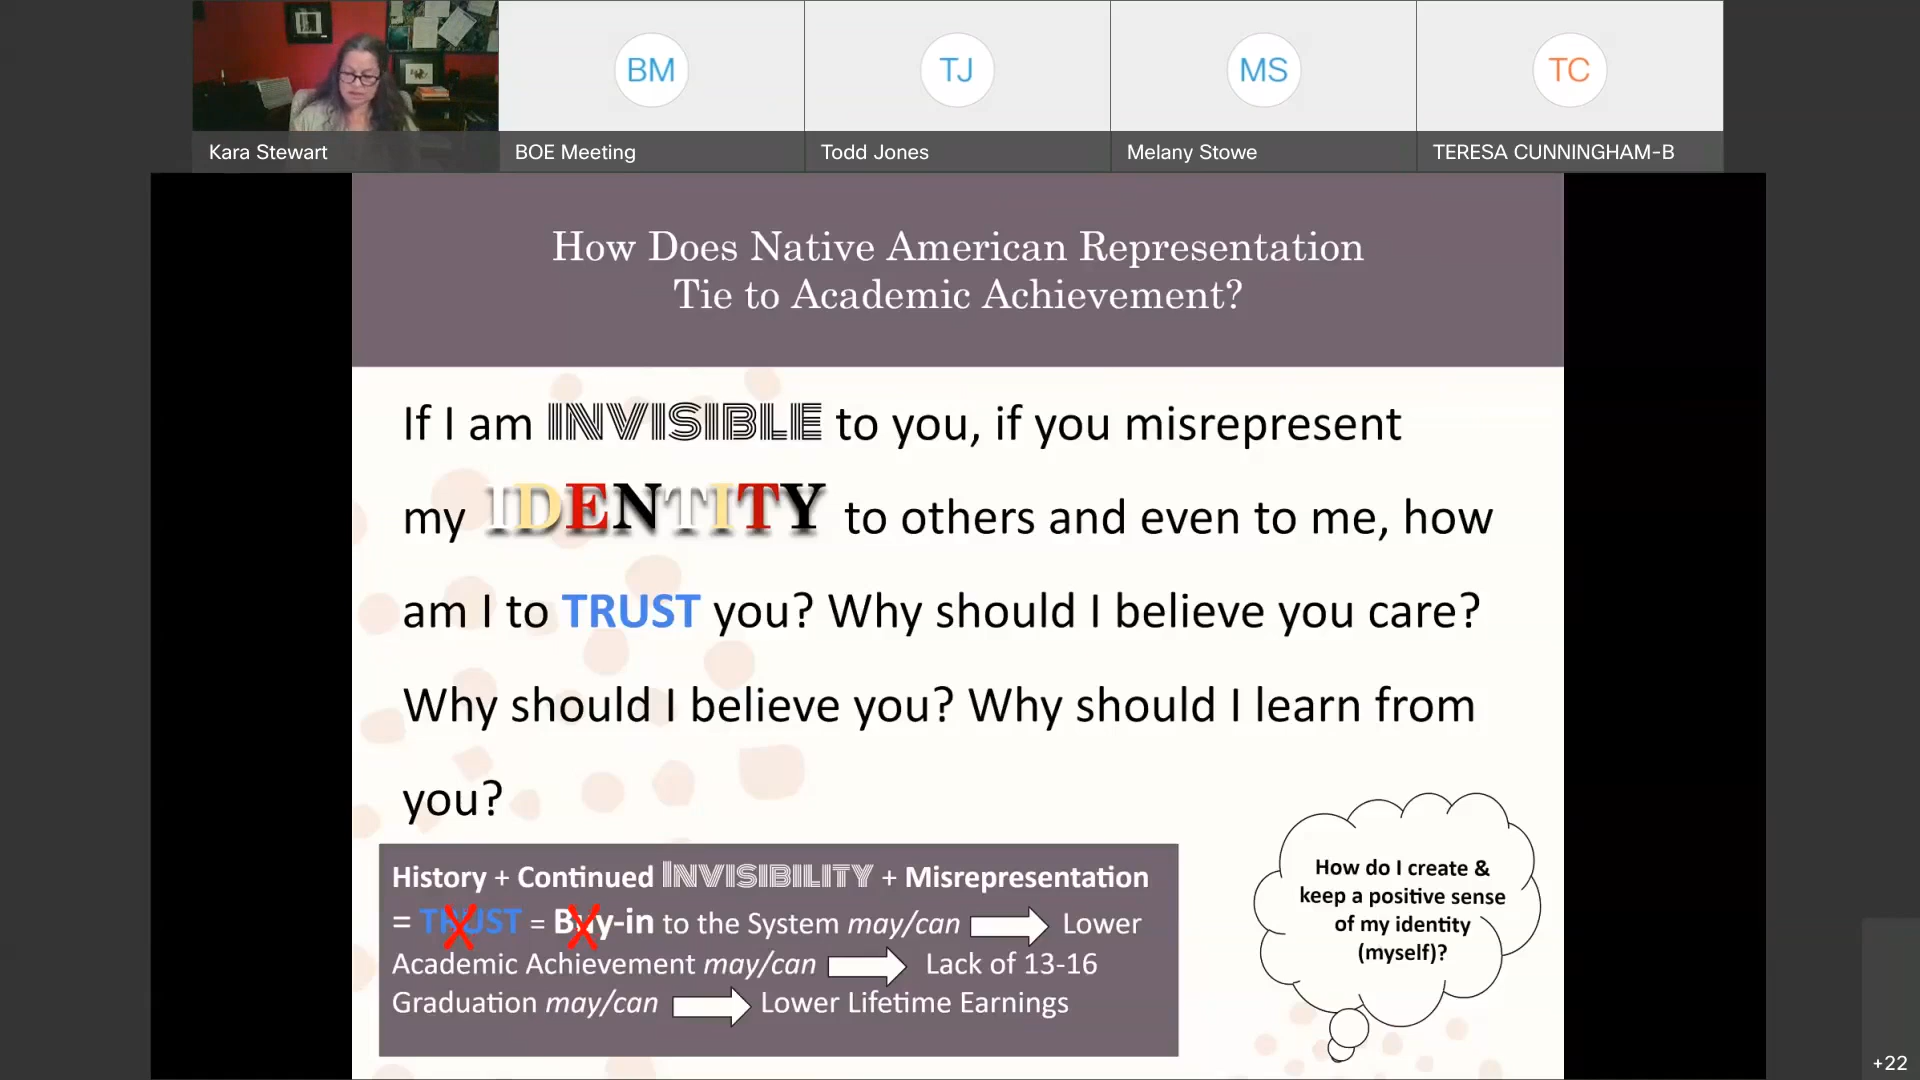 BM
TJ
MS
TC
Kara Stewart
BOE Meeting
Todd Jones
Melany Stowe
TERESA CUNNINGHAM-B
How Does Native American Representation
Tie to Academic Achievement?
If I am INVISIBLE to you, if you misrepresent
my IDENTITY to others and even to me, how
am I to TRUST you? Why should I believe you care?
Why should I believe you? Why should I learn from
you?
History + Continued INVISIBILITY + Misrepresentation
= TRUST = Buy-in to the System may/can Lower
Academic Achievement may/can Lack of 13-16
Graduation may/can Lower Lifetime Earnings
How do I create &
keep a positive sense
of my identity
(myself)?
+22